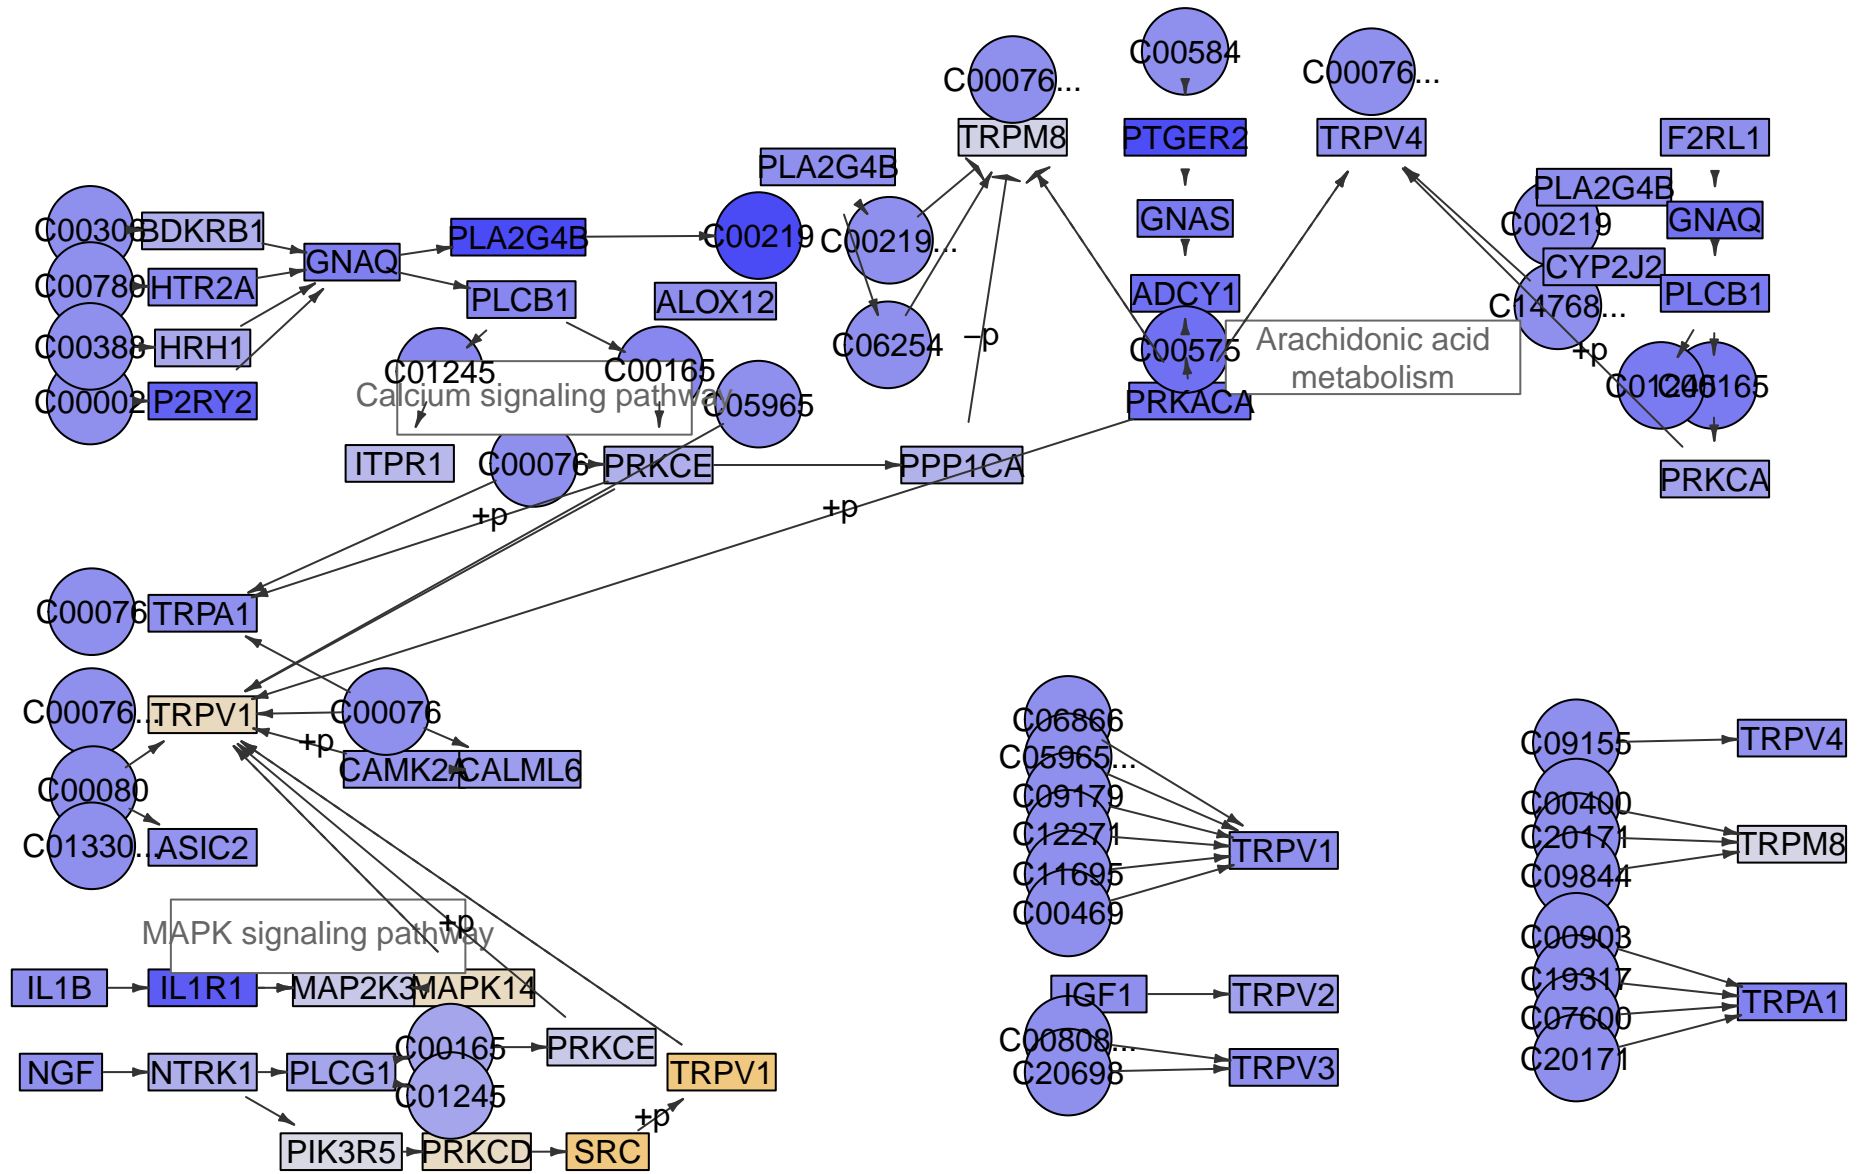 C00584
C00076...
C00076...
TRPM8
PTGER2
TRPV4
F2RL1
PLA2G4B
PLA2G4B
GNAS
C00219
GNAQ
BDKRB1
PLA2G4B
C00219
C00219...
GNAQ
CYP2J2
C00780
HTR2A
PLCB1
ALOX12
ADCY1
PLCB1
C14768...
C00388
HRH1
C06254
–p
C00575
Arachidonic acid
metabolism
+p
C01245
C00165
Calcium signaling pathway
C00002
P2RY2
C05965
PRKACA
C00165
ITPR1
C00076
PRKCE
PPP1CA
PRKCA
+p
+p
C00076
TRPA1
C00076...
TRPV1
C00076
+p
CAMK2A
CALML6
C00080
C01330...
ASIC2
C06866
C05965...
C09179
C12271
C11695
C00469
TRPV1
C09155
TRPV4
C00400
C20171
C09844
TRPM8
C00903
C19317
C07600
C20171
TRPA1
+p
MAPK signaling pathway
IL1B
IL1R1
MAP2K3
MAPK14
IGF1
TRPV2
C00165
PRKCE
C00808...
C20698
TRPV3
NGF
NTRK1
PLCG1
C01245
TRPV1
+p
PIK3R5
PRKCD
SRC